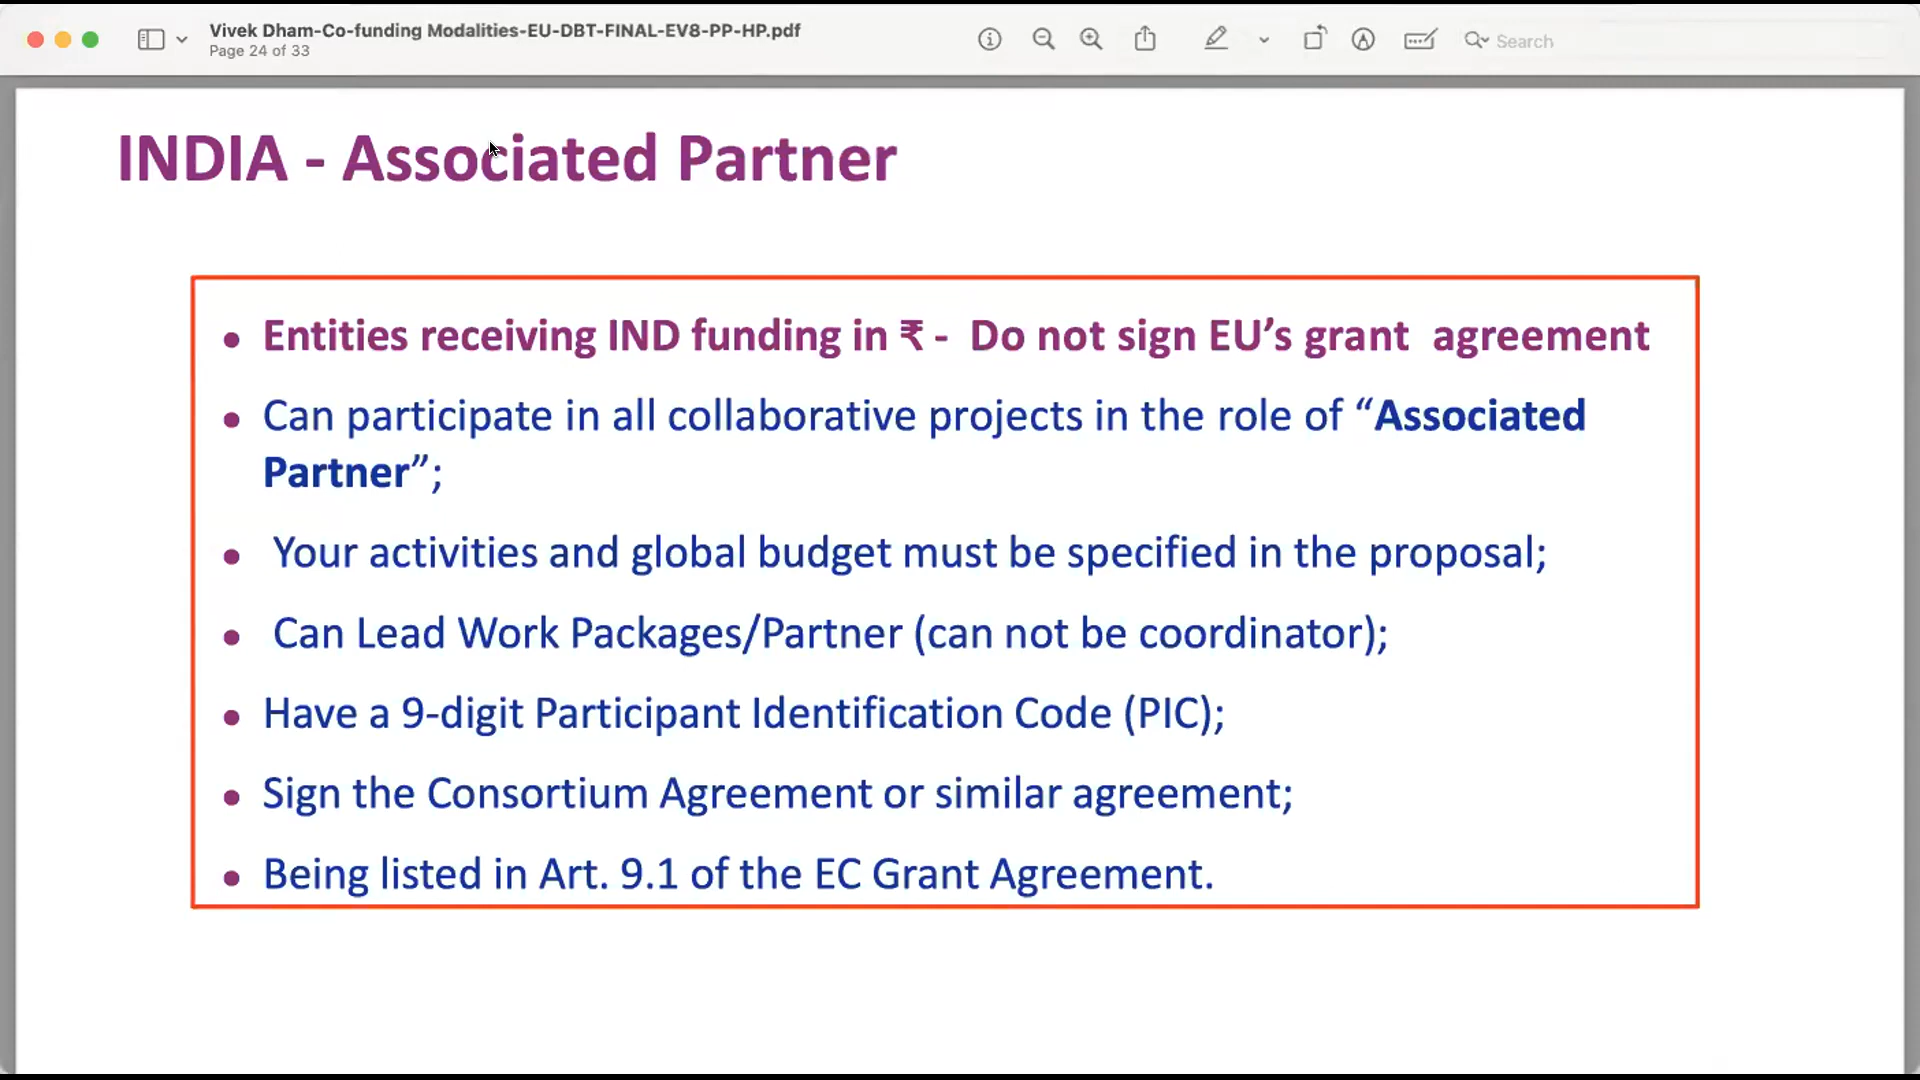 Vivek Dham-Co-funding Modalities-EU-DBT-FINAL-EV8-PP-HP.pdf
Page 24 of 33
Search
INDIA - Associated Partner
• Entities receiving IND funding in ₹ - Do not sign EU’s grant agreement
• Can participate in all collaborative projects in the role of “Associated
Partner”;
• Your activities and global budget must be specified in the proposal;
• Can Lead Work Packages/Partner (can not be coordinator);
• Have a 9-digit Participant Identification Code (PIC);
• Sign the Consortium Agreement or similar agreement;
• Being listed in Art. 9.1 of the EC Grant Agreement.